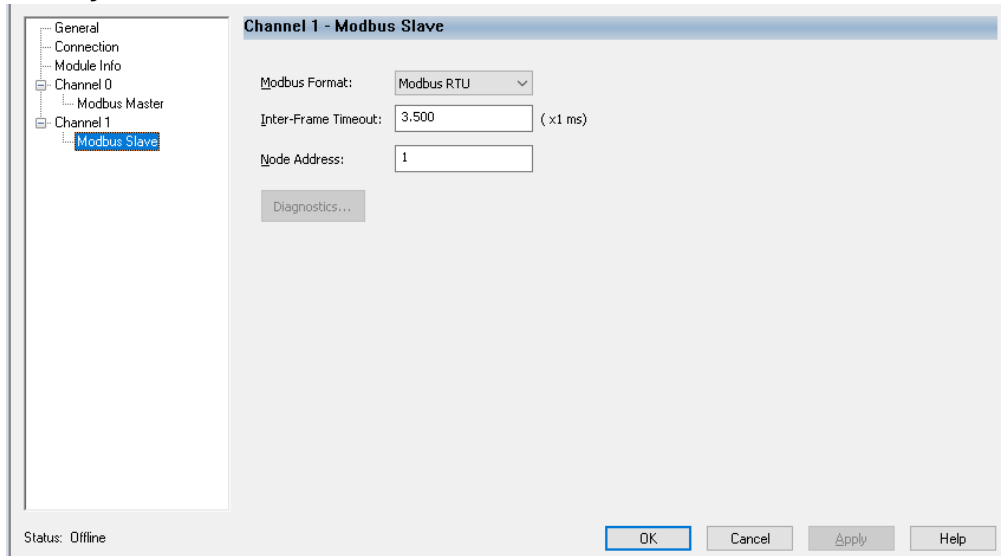 General
Connection
Module Info
Channel 0
Modbus Master
Channel 1
Modbus Slave
Channel 1 - Modbus Slave
Modbus Format: Modbus RTU
Inter-Frame Timeout: 3.500 ( x1 ms)
Node Address: 1
Diagnostics...
Status: Offline OK Cancel Apply Help